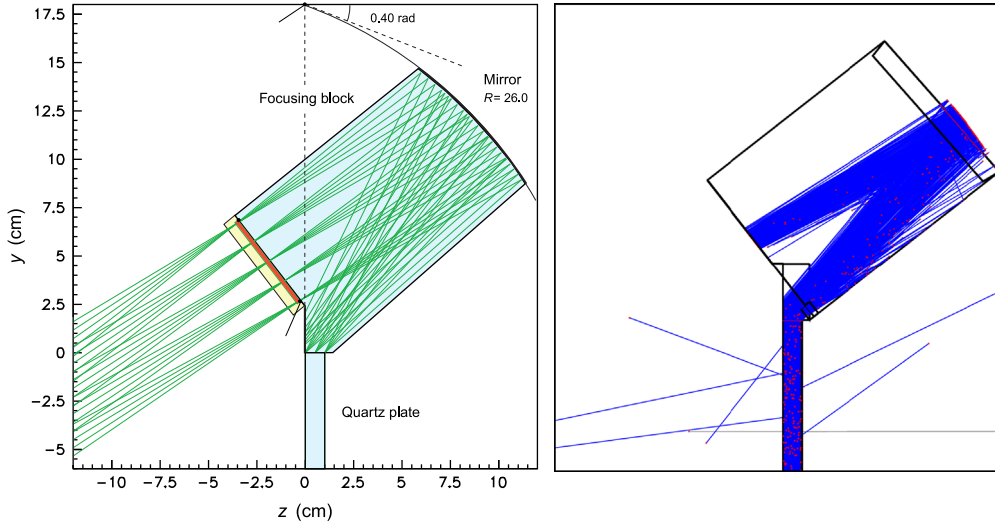 17.5
15
12.5
10
7.5
5
2.5
0
-2.5
-5
y (cm)
0.40 rad
Mirror
R= 26.0
Focusing block
Quartz plate
-10 -7.5 -5 -2.5 0 2.5 5 7.5 10
z (cm)